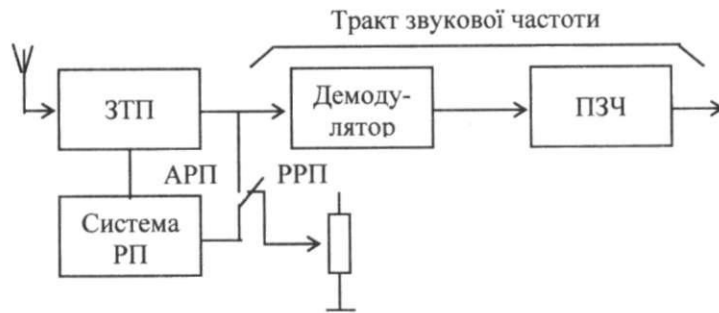 Тракт звукової частоти
ЗТП
Демоду-
лятор
ПЗЧ
АРП
РРП
Система
РП